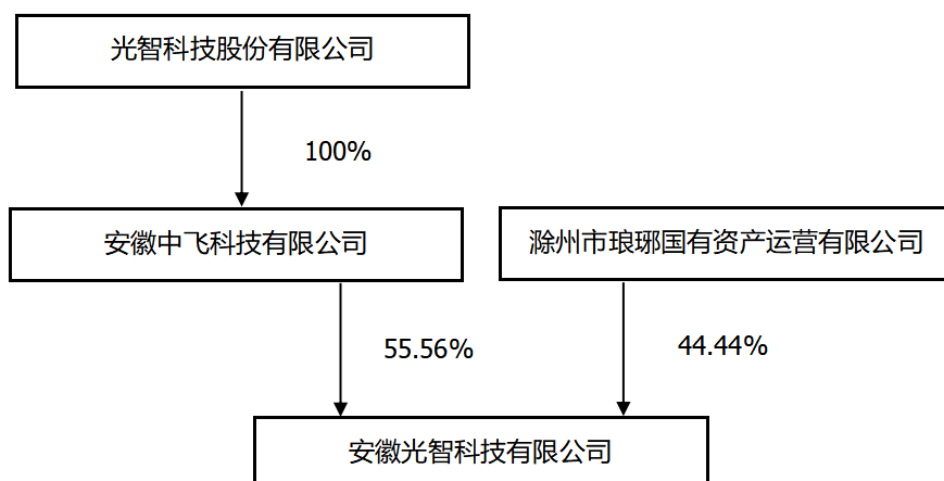 光智科技股份有限公司
100%
安徽中飞科技有限公司
滁州市琅琊国有资产运营有限公司
55.56%
44.44%
安徽光智科技有限公司